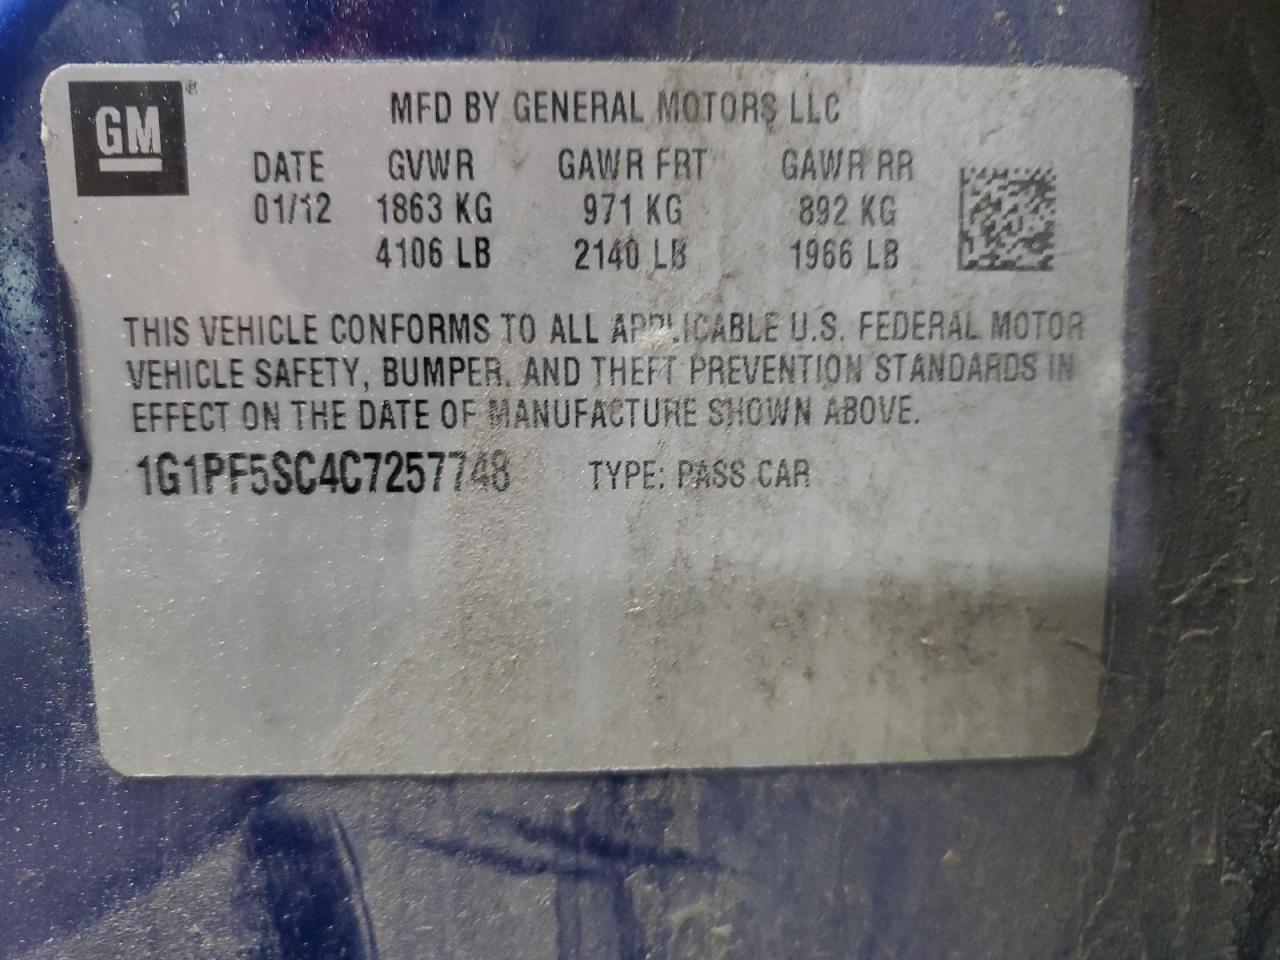 GM ®
MFD BY GENERAL MOTORS LLC
DATE GVWR GAWR FRT GAWR RR
01/12 1863 KG 971 KG 892 KG
4106 LB 2140 LB 1966 LB
THIS VEHICLE CONFORMS TO ALL APPLICABLE U.S. FEDERAL MOTOR
VEHICLE SAFETY, BUMPER, AND THEFT PREVENTION STANDARDS IN
EFFECT ON THE DATE OF MANUFACTURE SHOWN ABOVE.
1G1PF5SC4C7257748 TYPE: PASS CAR